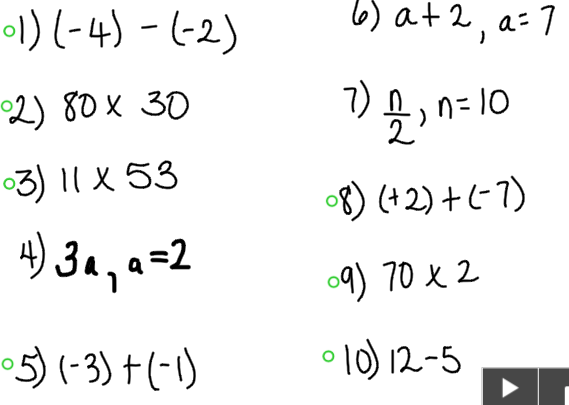 1) (-4) - (-2)
2) 80 x 30
3) 11 x 53
4) 3a, a=2
5) (-3) + (-1)
6) a + 2, a = 7
7) n/2, n = 10
8) (+2) + (-7)
9) 70 x 2
10) 12 - 5